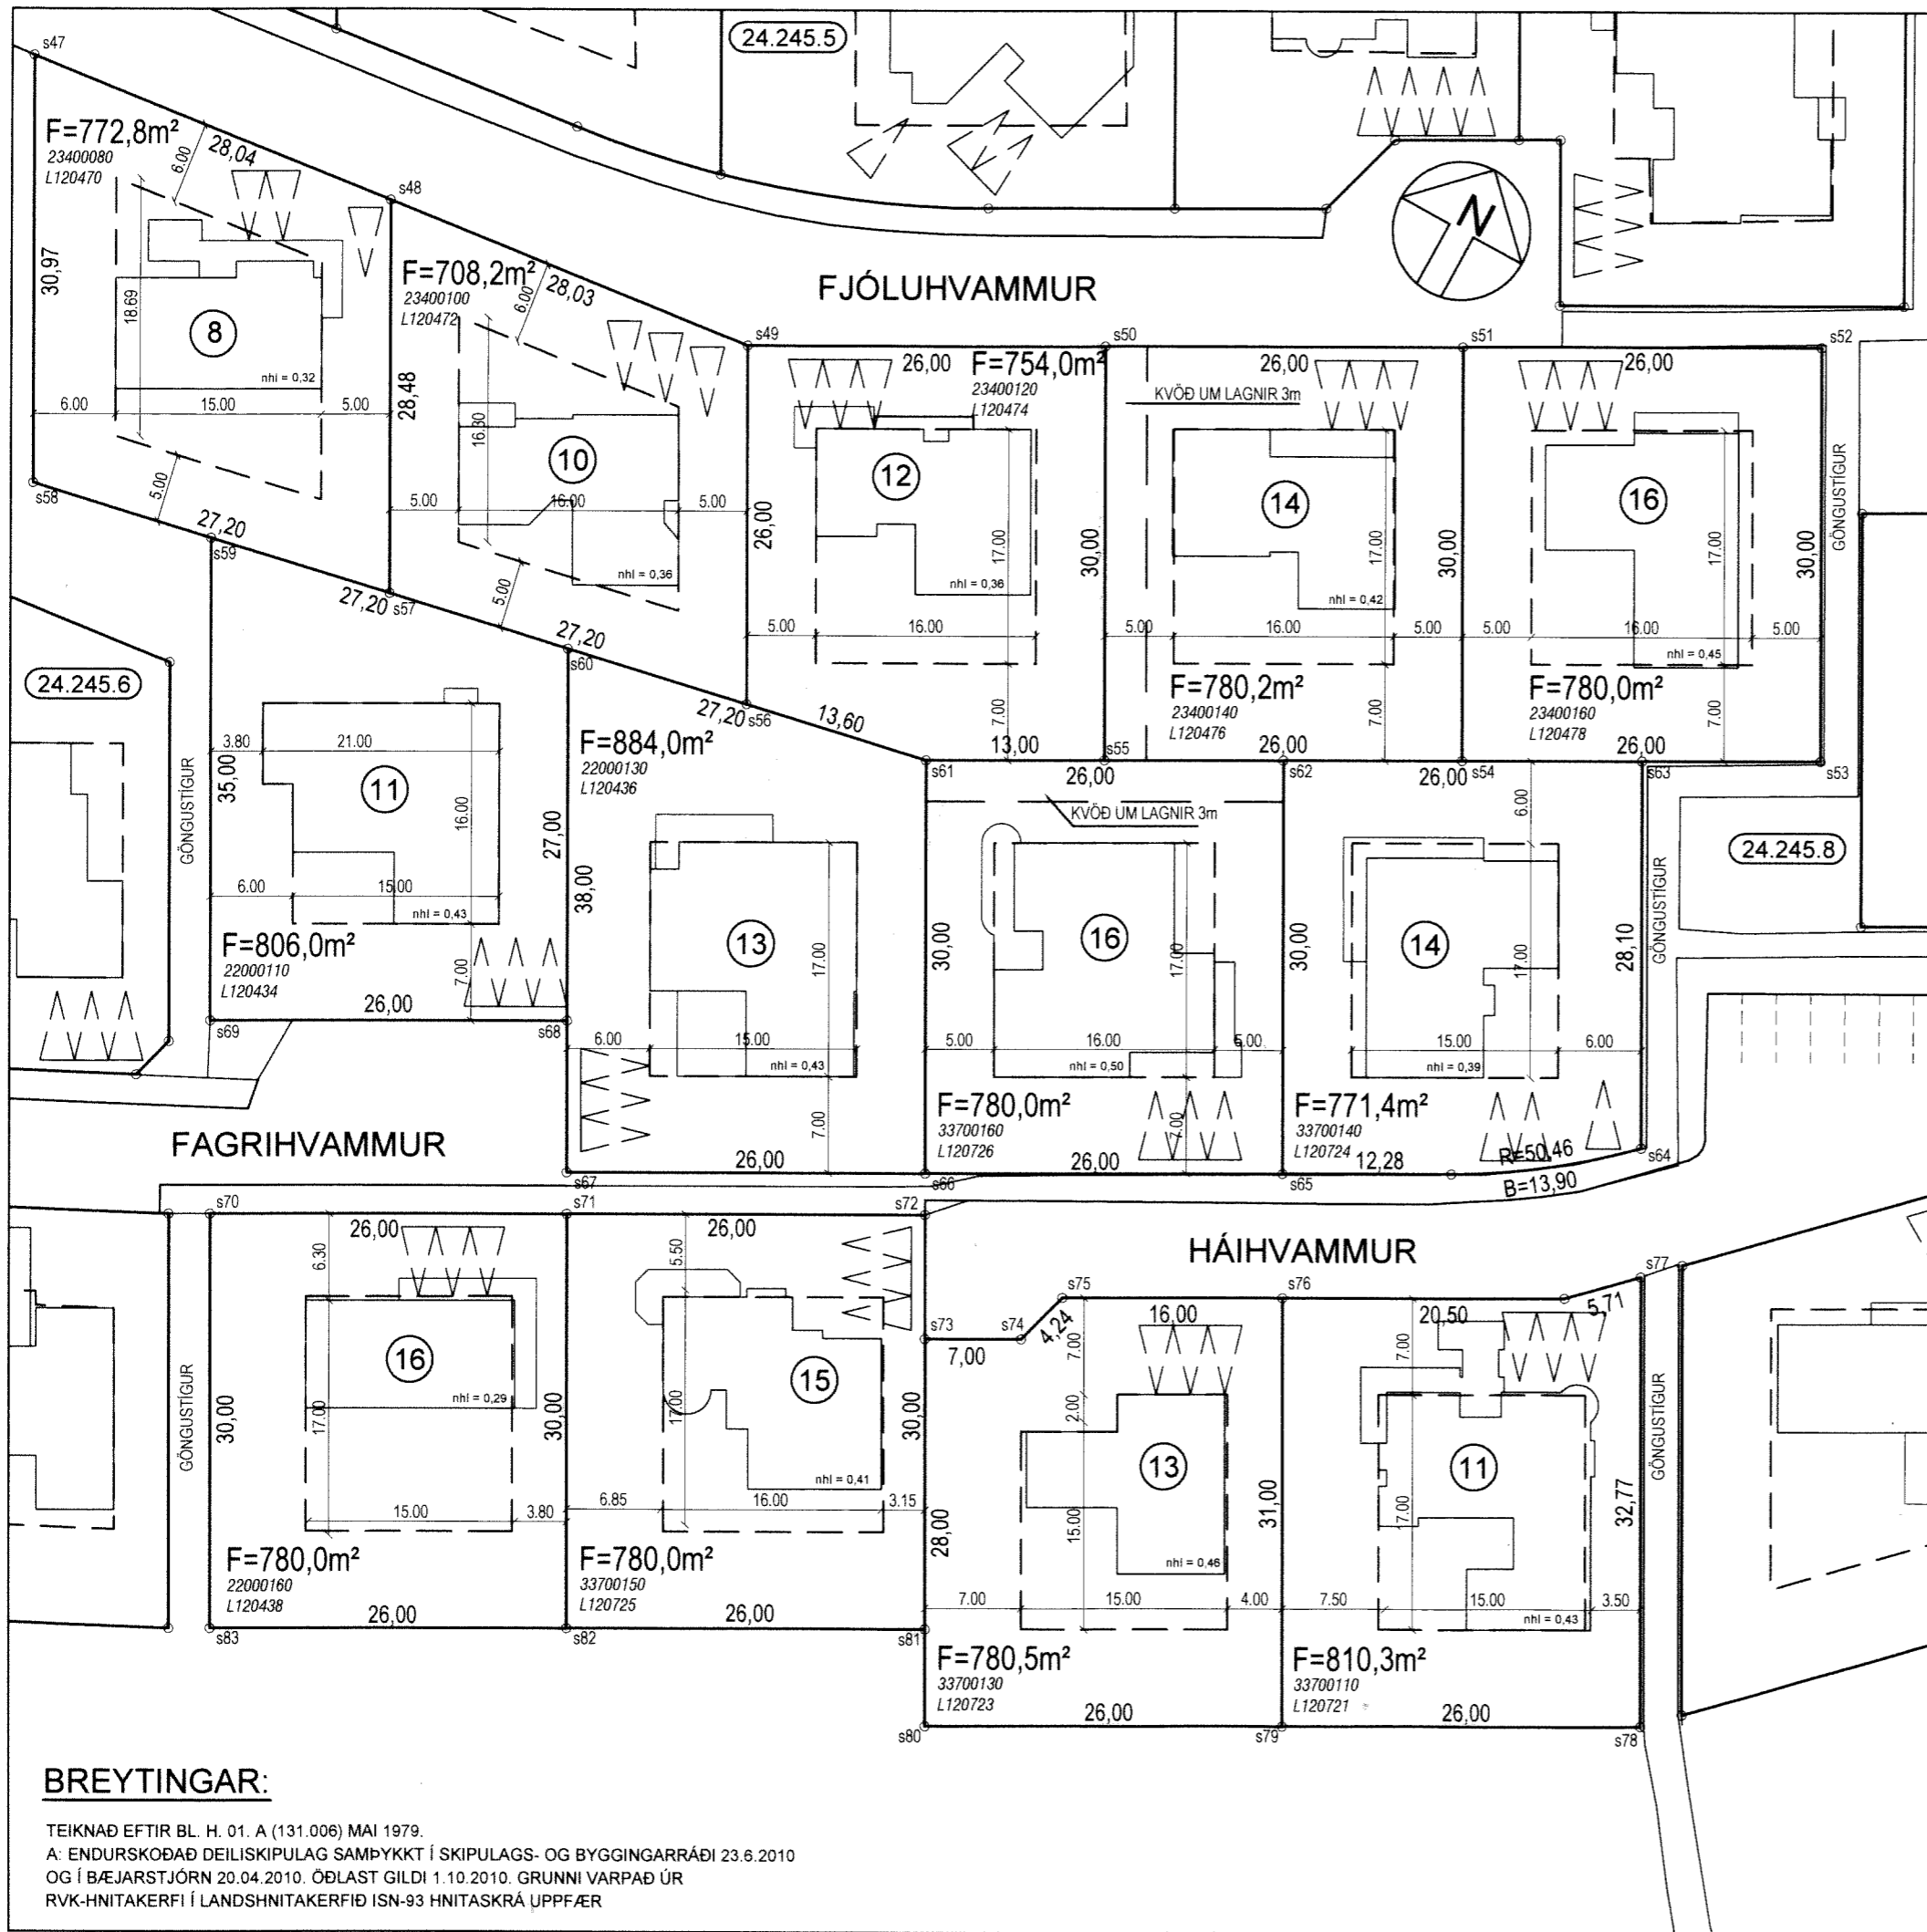 24.245.5
s47
F=772,8m²
23400080
L120470
6.00
28,04
s48
30,97
18.69
8
nhl = 0,32
6.00
15.00
5.00
28,48
s58
5.00
27,20
s59
F=708,2m²
23400100
L120472
6.00
28,03
s49
16.30
10
5.00
16.00
5.00
nhl = 0,36
27,20
s57
5.00
27,20
s60
26,00
N
FJÓLUHVAMMUR
26,00
F=754,0m²
23400120
L120474
s50
12
17.00
nhl = 0,36
5.00
16.00
7.00
30,00
27,20
s56
13,60
13,00
s55
s61
26,00
KVÖÐ UM LAGNIR 3m
s51
14
17.00
nhl = 0,42
5.00
16.00
5.00
30,00
F=780,2m²
23400140
L120476
7.00
26,00
s62
26,00
s52
16
17.00
nhl = 0,45
5.00
16.00
5.00
30,00
GÖNGUSTÍGUR
F=780,0m²
23400160
L120478
7.00
26,00
s54
26,00
s63
s53
26,00
24.245.6
GÖNGUSTÍGUR
3.80
21.00
35,00
11
16.00
27,00
6.00
15.00
nhl = 0,43
F=806,0m²
22000110
L120434
7.00
26,00
s69
s68
F=884,0m²
22000130
L120436
38,00
13
17.00
6.00
15.00
nhl = 0,43
7.00
26,00
s67
s66
KVÖÐ UM LAGNIR 3m
30,00
16
17.00
5.00
16.00
5.00
nhl = 0,50
F=780,0m²
33700160
L120726
7.00
26,00
s65
6.00
30,00
14
17.00
28,10
GÖNGUSTÍGUR
15.00
6.00
nhl = 0,39
F=771,4m²
33700140
L120724
12,28
R=50,46
B=13,90
s64
24.245.8
FAGRIHVAMMUR
HÁIHVAMMUR
s70
s71
s72
26,00
6.30
GÖNGUSTÍGUR
30,00
16
17.00
nhl = 0,29
30,00
15.00
3.80
F=780,0m²
22000160
L120438
26,00
s83
s82
26,00
5.50
15
17.00
30,00
nhl = 0,41
6.85
16.00
3.15
F=780,0m²
33700150
L120725
26,00
s81
s73
7,00
s74
4,24
s75
16,00
7.00
2.00
13
15.00
31,00
28,00
nhl = 0,46
7.00
15.00
4.00
F=780,5m²
33700130
L120723
26,00
s80
s79
s76
20,50
5,71
s77
7.00
11
17.00
32,77
GÖNGUSTÍGUR
7.50
15.00
3.50
nhl = 0,43
F=810,3m²
33700110
L120721
26,00
s78
BREYTINGAR:
TEIKNAÐ EFTIR BL. H. 01. A (131.006) MAI 1979.
A: ENDURSKOÐAÐ DEILISKIPULAG SAMÞYKKT Í SKIPULAGS- OG BYGGINGARRÁÐI 23.6.2010
OG Í BÆJARSTJÓRN 20.04.2010. ÖÐLAST GILDI 1.10.2010. GRUNNI VARPAÐ ÚR
RVK-HNITAKERFI Í LANDSHNITAKERFIÐ ISN-93 HNITASKRÁ UPPFÆR